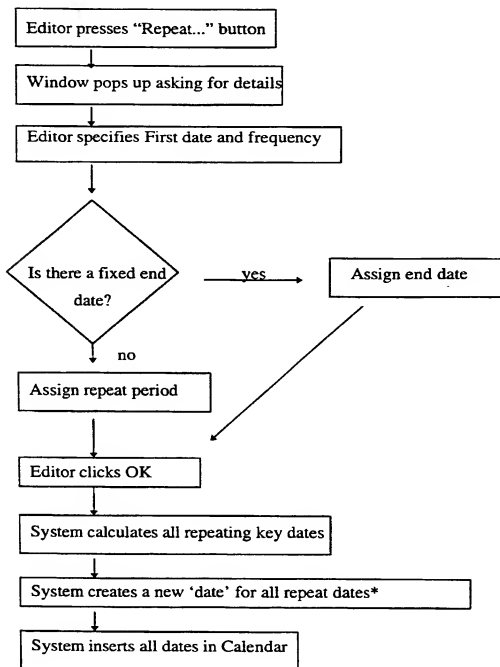 Editor presses “Repeat...” button
Window pops up asking for details
Editor specifies First date and frequency
Is there a fixed end
date?
yes
Assign end date
no
Assign repeat period
Editor clicks OK
System calculates all repeating key dates
System creates a new ‘date’ for all repeat dates*
System inserts all dates in Calendar